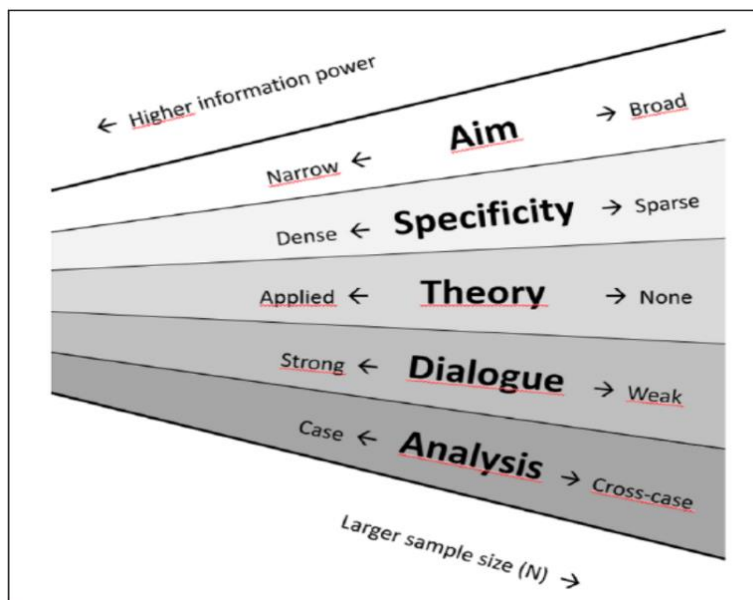 ← Higher information power
Narrow ← Aim → Broad
Dense ← Specificity → Sparse
Applied ← Theory → None
Strong ← Dialogue → Weak
Case ← Analysis → Cross-case
Larger sample size (N) →